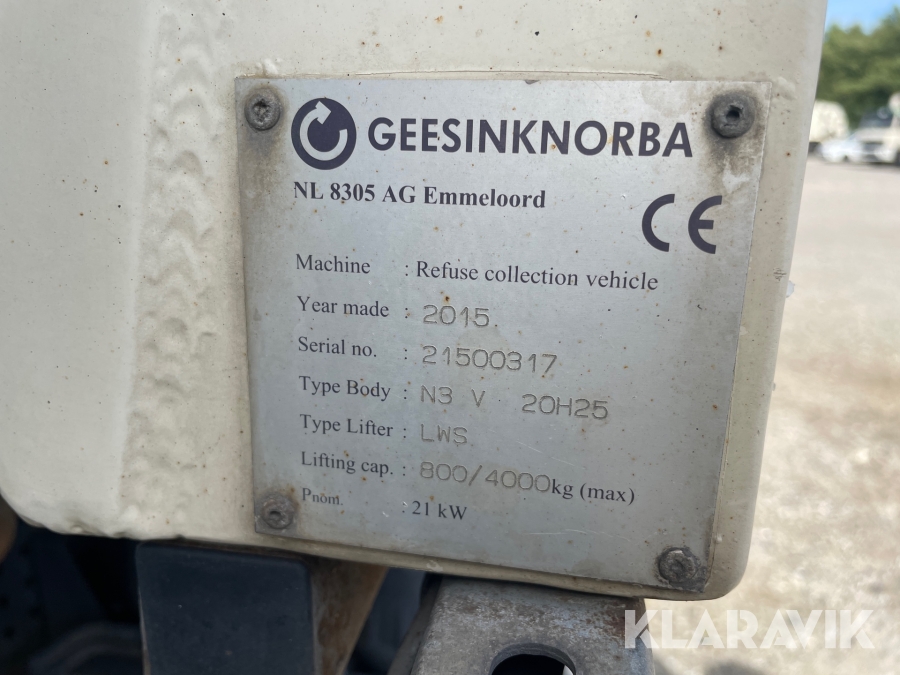 GEESINKNORBA
NL 8305 AG Emmeloord
CE
Machine : Refuse collection vehicle
Year made : 2015
Serial no. : 21500317
Type Body : N3 V 20H25
Type Lifter : LWS
Lifting cap. : 800/4000kg (max)
Pnom. : 21 kW
KLARAVIK